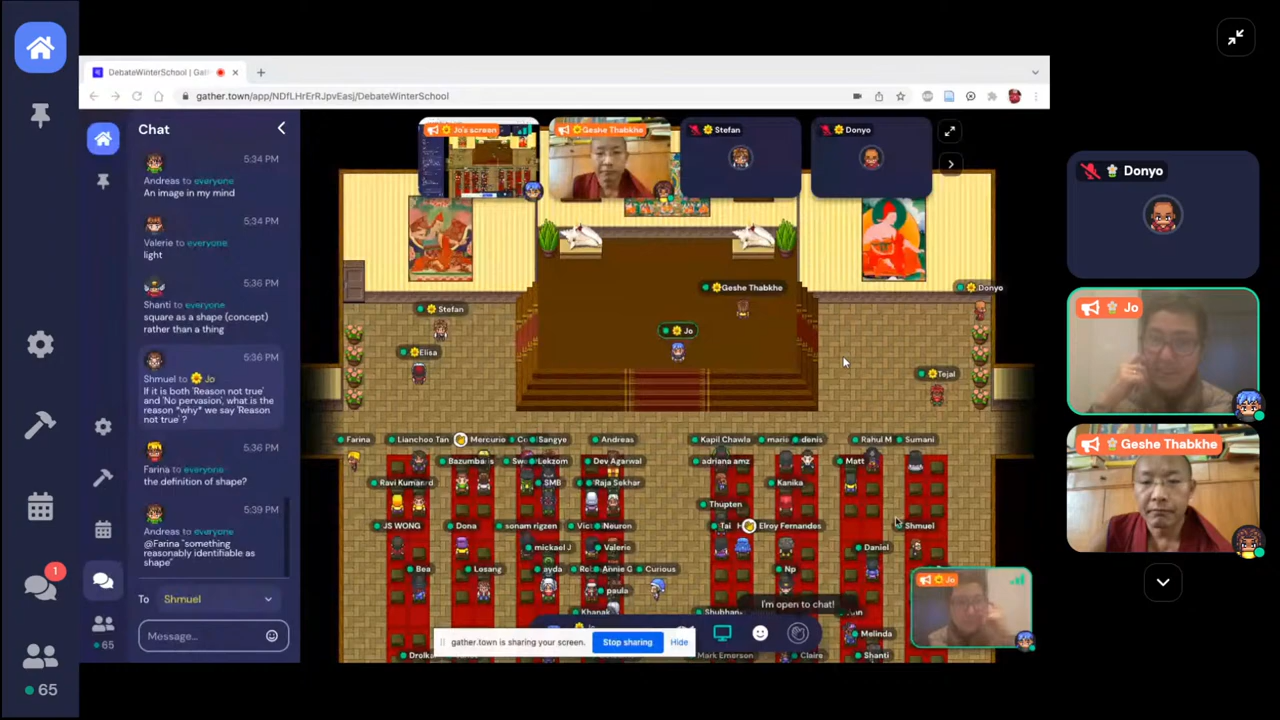 DebateWinterSchool | Gat
gather.town/app/NDfLHrErRJpvEasj/DebateWinterSchool
Chat
5:34 PM
Andreas to everyone
An image in my mind
5:34 PM
Valerie to everyone
light
5:36 PM
Shanti to everyone
square as a shape (concept)
rather than a thing
5:36 PM
Shmuel to Jo
If it is both 'Reason not true'
and 'No pervasion', what is the
reason *why* we say 'Reason
not true' ?
5:36 PM
Farina to everyone
the definition of shape?
5:39 PM
Andreas to everyone
@Farina "something
reasonably identifiable as
shape"
To Shmuel
Message...
65
1
65
Jo's screen
Geshe Thabkhe
Stefan
Donyo
Geshe Thabkhe
Donyo
Stefan
Jo
Elisa
Tejal
Farina
Lianchoo Tan
Mercurio
Sangye
Andreas
Kapil Chawla
denis
Rahul M
Sumani
Lekzom
Dev Agarwal
adriana amz
Matt
Ravi Kumar
SMB
Raja Sekhar
Kanika
Thupten
JS WONG
Dona
sonam rigzen
Neuron
Tai
Elroy Fernandes
Shmuel
mickael J
Valerie
Daniel
Bea
Losang
Curious
Np
paula
I'm open to chat!
Melinda
Shanti
Mark Emerson
Claire
gather.town is sharing your screen.
Stop sharing
Hide
Jo
Donyo
Jo
Geshe Thabkhe